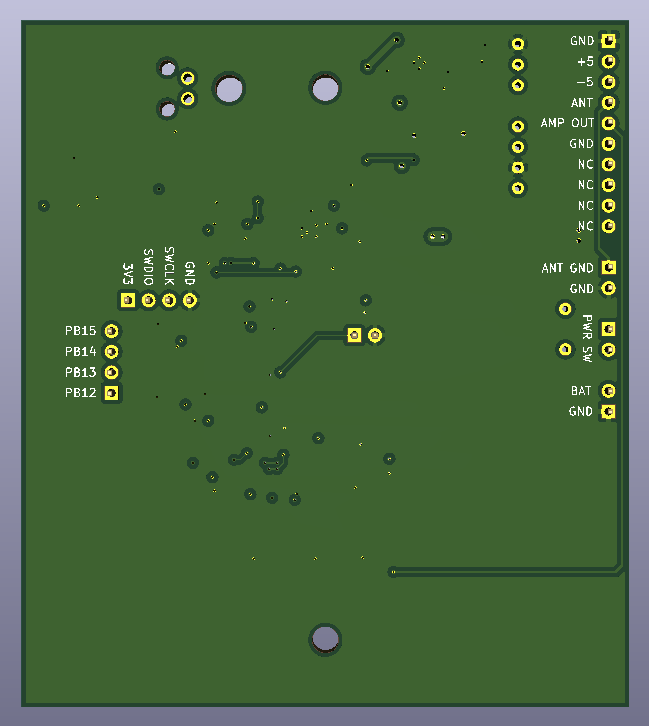 GND
+5
-5
ANT
AMP OUT
GND
NC
NC
NC
NC
ANT GND
GND
PWR SW
BAT
GND
3V3
SWDIO
SWCLK
GND
PB15
PB14
PB13
PB12